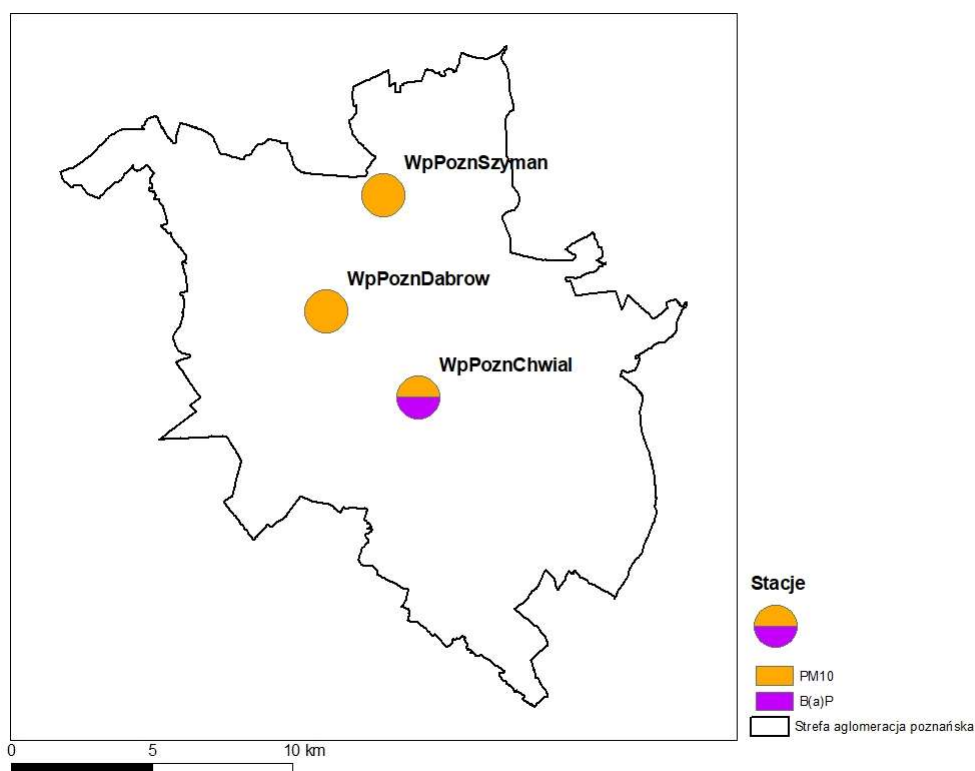 WpPoznSzyman
WpPoznDabrow
WpPoznChwial
Stacje
PM10
B(a)P
Strefa aglomeracja poznańska
0 5 10 km